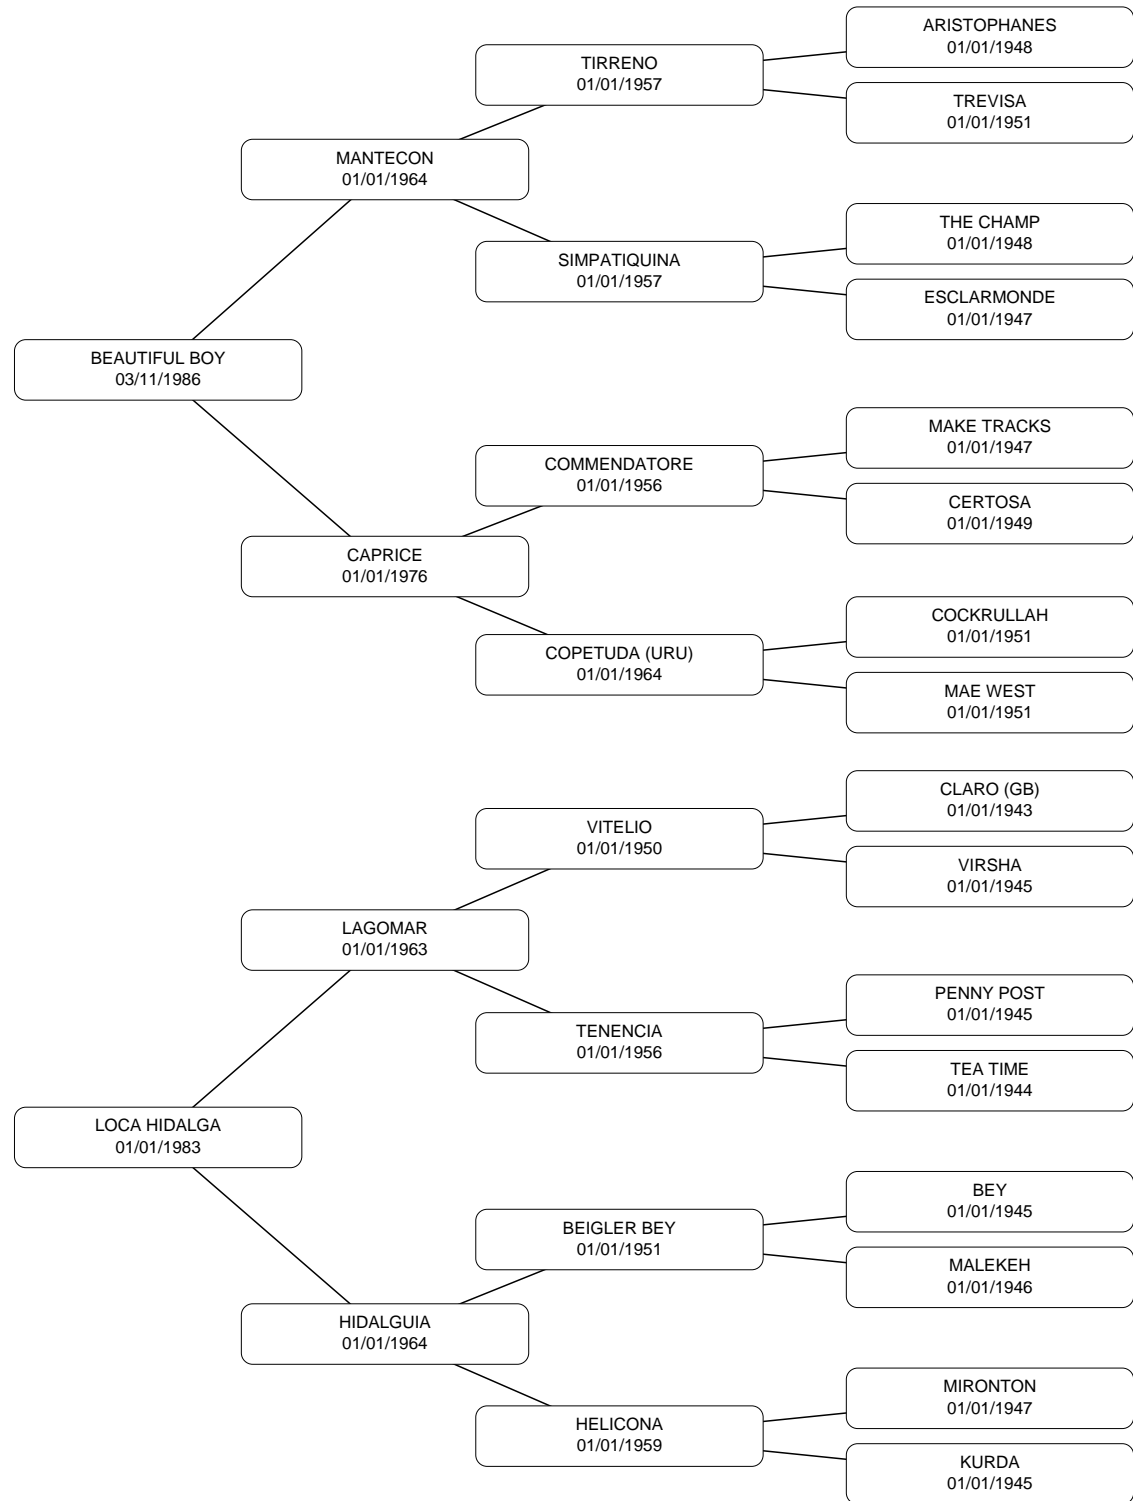 ARISTOPHANES
01/01/1948
TIRRENO
01/01/1957
TREVISA
01/01/1951
MANTECON
01/01/1964
THE CHAMP
01/01/1948
SIMPATIQUINA
01/01/1957
ESCLARMONDE
01/01/1947
BEAUTIFUL BOY
03/11/1986
MAKE TRACKS
01/01/1947
COMMENDATORE
01/01/1956
CERTOSA
01/01/1949
CAPRICE
01/01/1976
COCKRULLAH
01/01/1951
COPETUDA (URU)
01/01/1964
MAE WEST
01/01/1951
CLARO (GB)
01/01/1943
VITELIO
01/01/1950
VIRSHA
01/01/1945
LAGOMAR
01/01/1963
PENNY POST
01/01/1945
TENENCIA
01/01/1956
TEA TIME
01/01/1944
LOCA HIDALGA
01/01/1983
BEY
01/01/1945
BEIGLER BEY
01/01/1951
MALEKEH
01/01/1946
HIDALGUIA
01/01/1964
MIRONTON
01/01/1947
HELICONA
01/01/1959
KURDA
01/01/1945